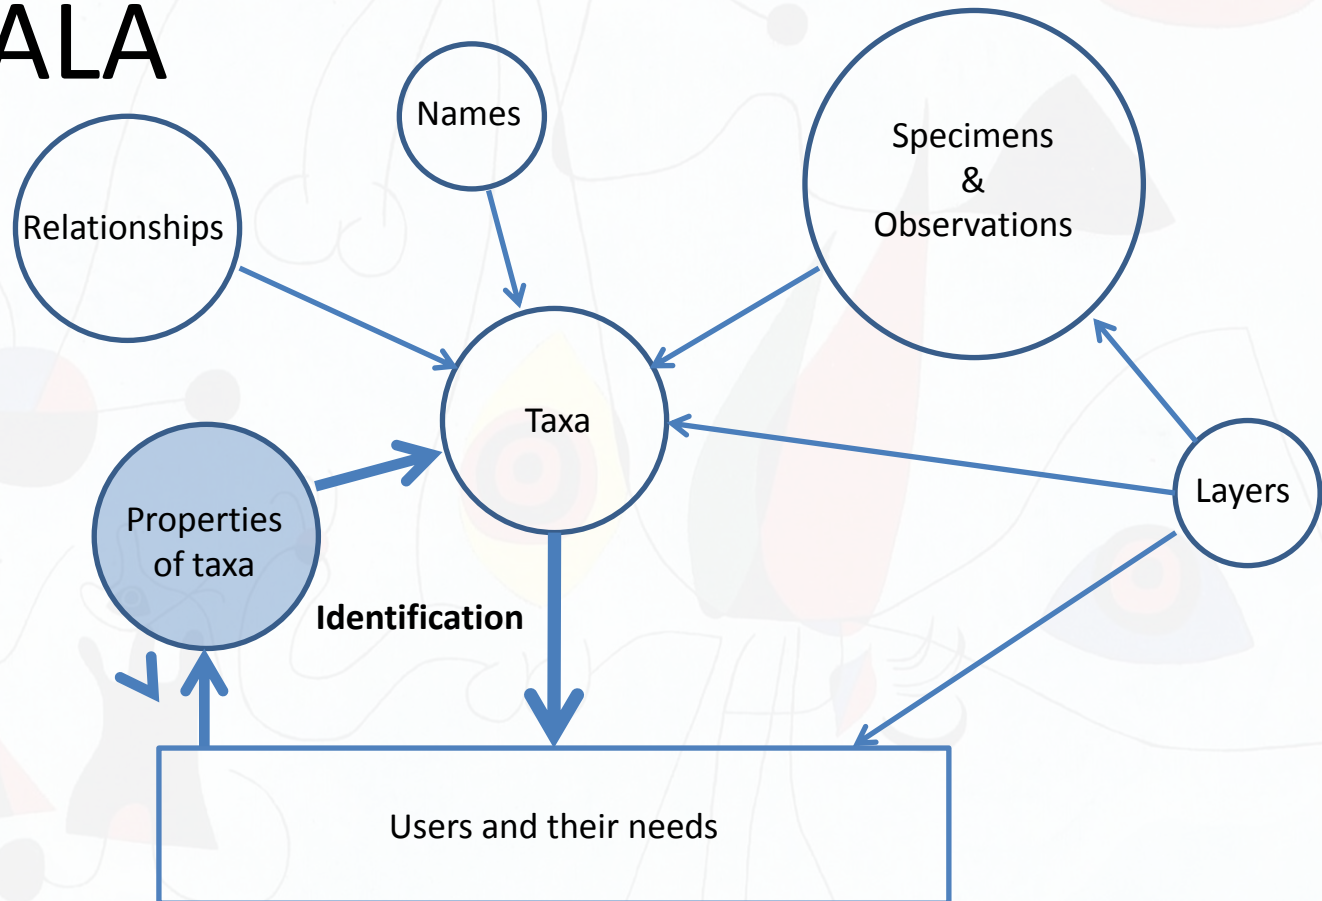 ALA
Names
Specimens
&
Observations
Relationships
Taxa
Layers
Properties
of taxa
Identification
Users and their needs